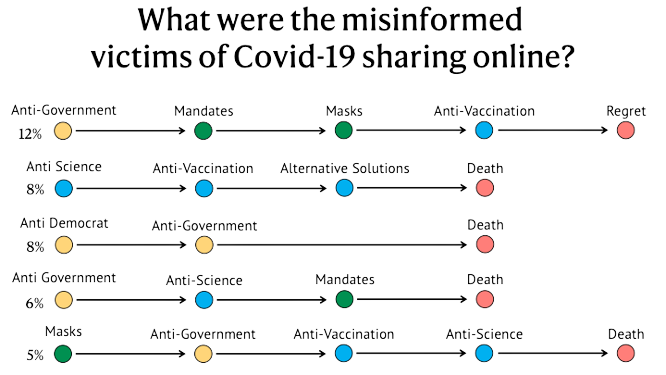 What were the misinformed
victims of Covid-19 sharing online?
Anti-Government Mandates Masks Anti-Vaccination Regret
12%
Anti Science Anti-Vaccination Alternative Solutions Death
8%
Anti Democrat Anti-Government Death
8%
Anti Government Anti-Science Mandates Death
6%
Masks Anti-Government Anti-Vaccination Anti-Science Death
5%